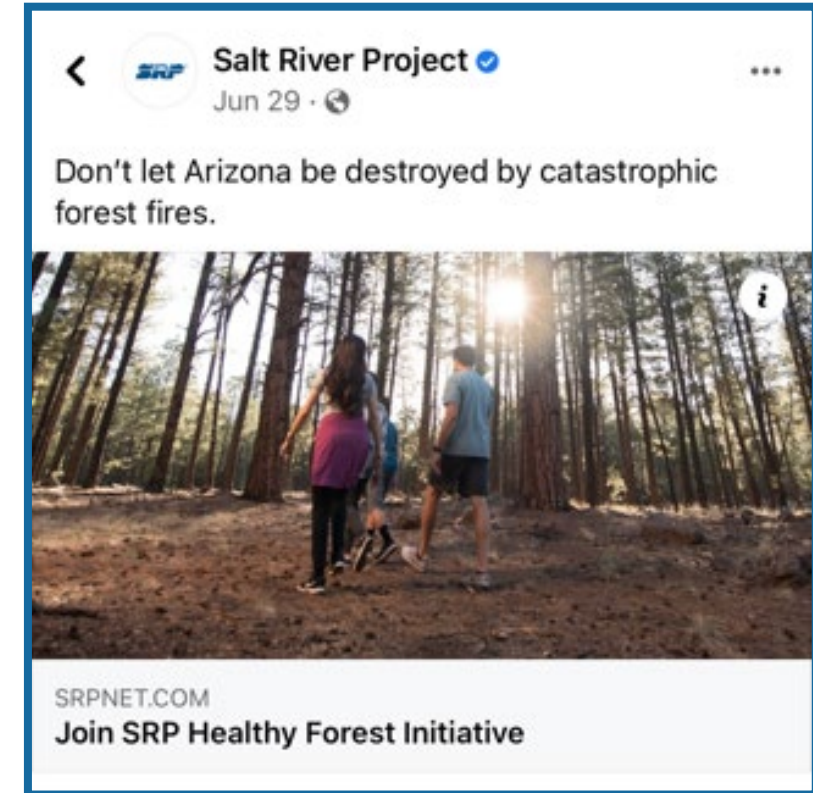 SRP
Salt River Project
Jun 29 ·
Don't let Arizona be destroyed by catastrophic
forest fires.
i
SRPNET.COM
Join SRP Healthy Forest Initiative